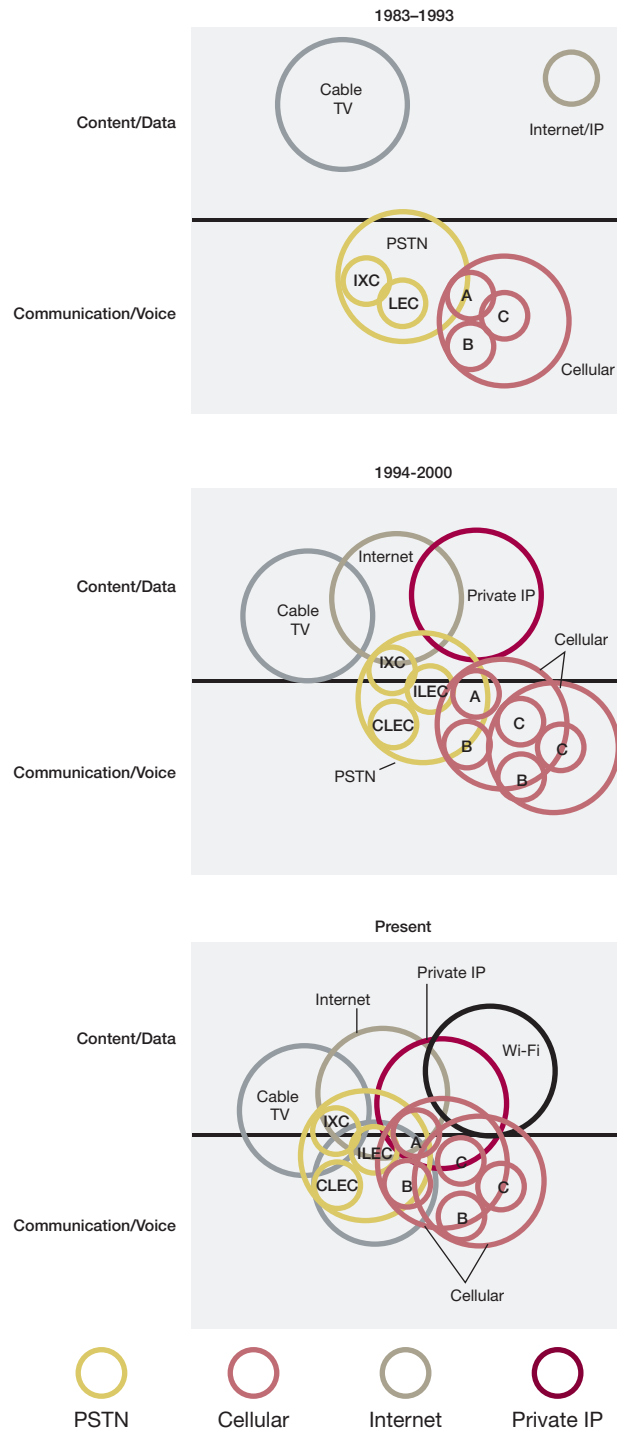 1983–1993
Cable
TV
Content/Data
Internet/IP
PSTN
IXC
LEC
A
C
B
Communication/Voice
Cellular
1994-2000
Internet
Content/Data
Private IP
Cable
TV
Cellular
IXC
ILEC
A
CLEC
C
B
C
Communication/Voice
PSTN
B
Present
Private IP
Internet
Content/Data
Wi-Fi
Cable
TV
IXC
A
ILEC
C
CLEC
B
C
B
Communication/Voice
Cellular
PSTN
Cellular
Internet
Private IP